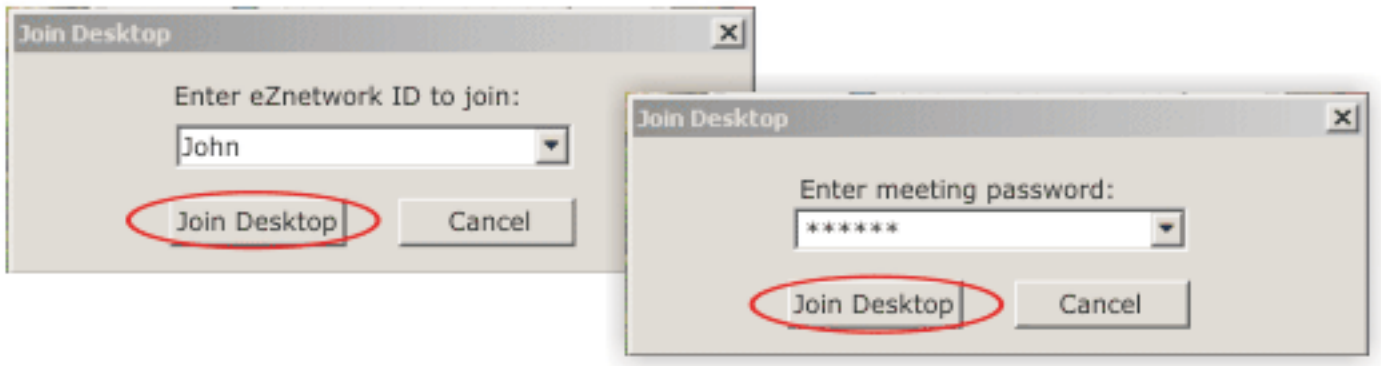 Join Desktop
Enter eZnetwork ID to join:
John
Join Desktop Cancel
Join Desktop
Enter meeting password:
******
Join Desktop Cancel